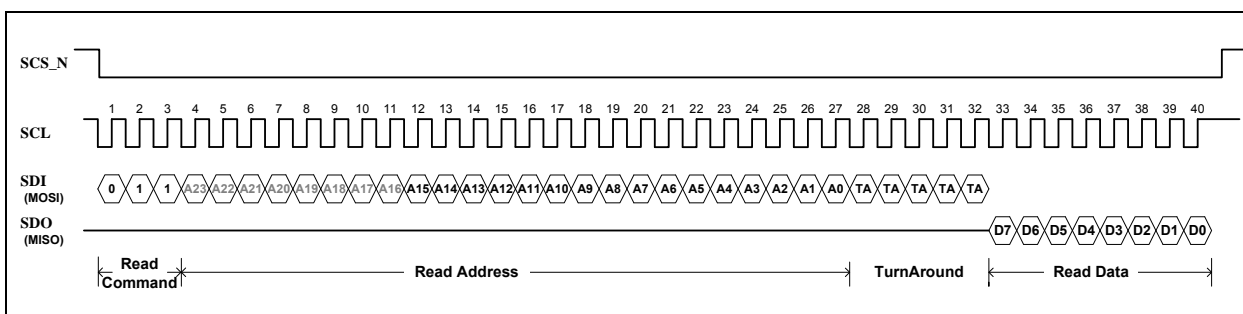 SCS_N
1 2 3 4 5 6 7 8 9 10 11 12 13 14 15 16 17 18 19 20 21 22 23 24 25 26 27 28 29 30 31 32 33 34 35 36 37 38 39 40
SCL
SDI
(MOSI)
0 1 1 A23 A22 A21 A20 A19 A18 A17 A16 A15 A14 A13 A12 A11 A10 A9 A8 A7 A6 A5 A4 A3 A2 A1 A0 TA TA TA TA TA
SDO
(MISO)
D7 D6 D5 D4 D3 D2 D1 D0
Read
Command
Read Address
TurnAround
Read Data